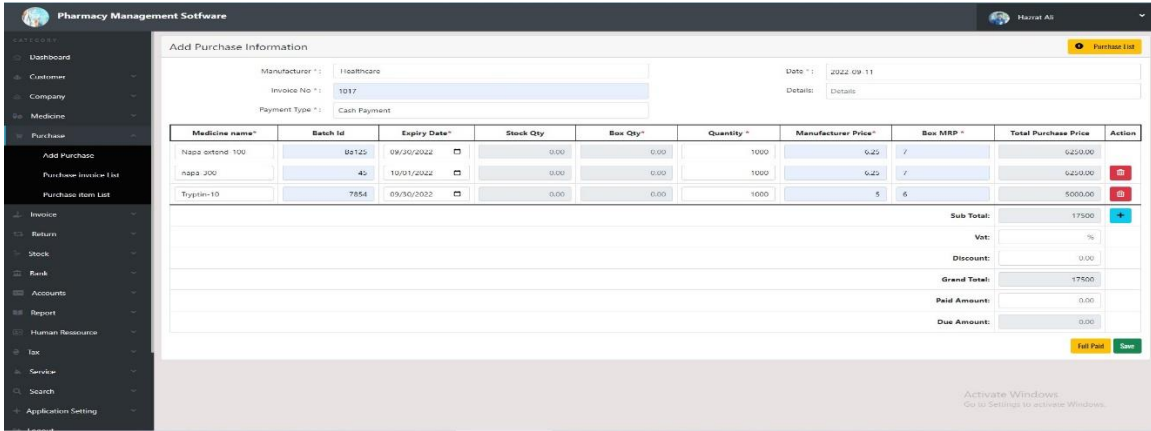 Pharmacy Management Sotfware
Hazrat Ali
CATEGORY
Dashboard
Customer
Company
Medicine
Purchase
Add Purchase
Purchase invoice List
Purchase item List
Invoice
Return
Stock
Bank
Accounts
Report
Human Ressource
Tax
Service
Search
Application Setting
Logout
Add Purchase Information
Purchase List
Manufacturer * : Healthcare
Date * : 2022-09-11
Invoice No * : 1017
Details: Details
Payment Type * : Cash Payment
Medicine name* Batch Id Expiry Date* Stock Qty Box Qty* Quantity * Manufacturer Price* Box MRP * Total Purchase Price Action
Napa extend-100 Ba125 09/30/2022 0.00 0.00 1000 6.25 7 6250.00
napa-300 45 10/01/2022 0.00 0.00 1000 6.25 7 6250.00
Tryptin-10 7854 09/30/2022 0.00 0.00 1000 5 6 5000.00
Sub Total: 17500 +
Vat: %
Discount: 0.00
Grand Total: 17500
Paid Amount: 0.00
Due Amount: 0.00
Full Paid Save
Activate Windows
Go to Settings to activate Windows.